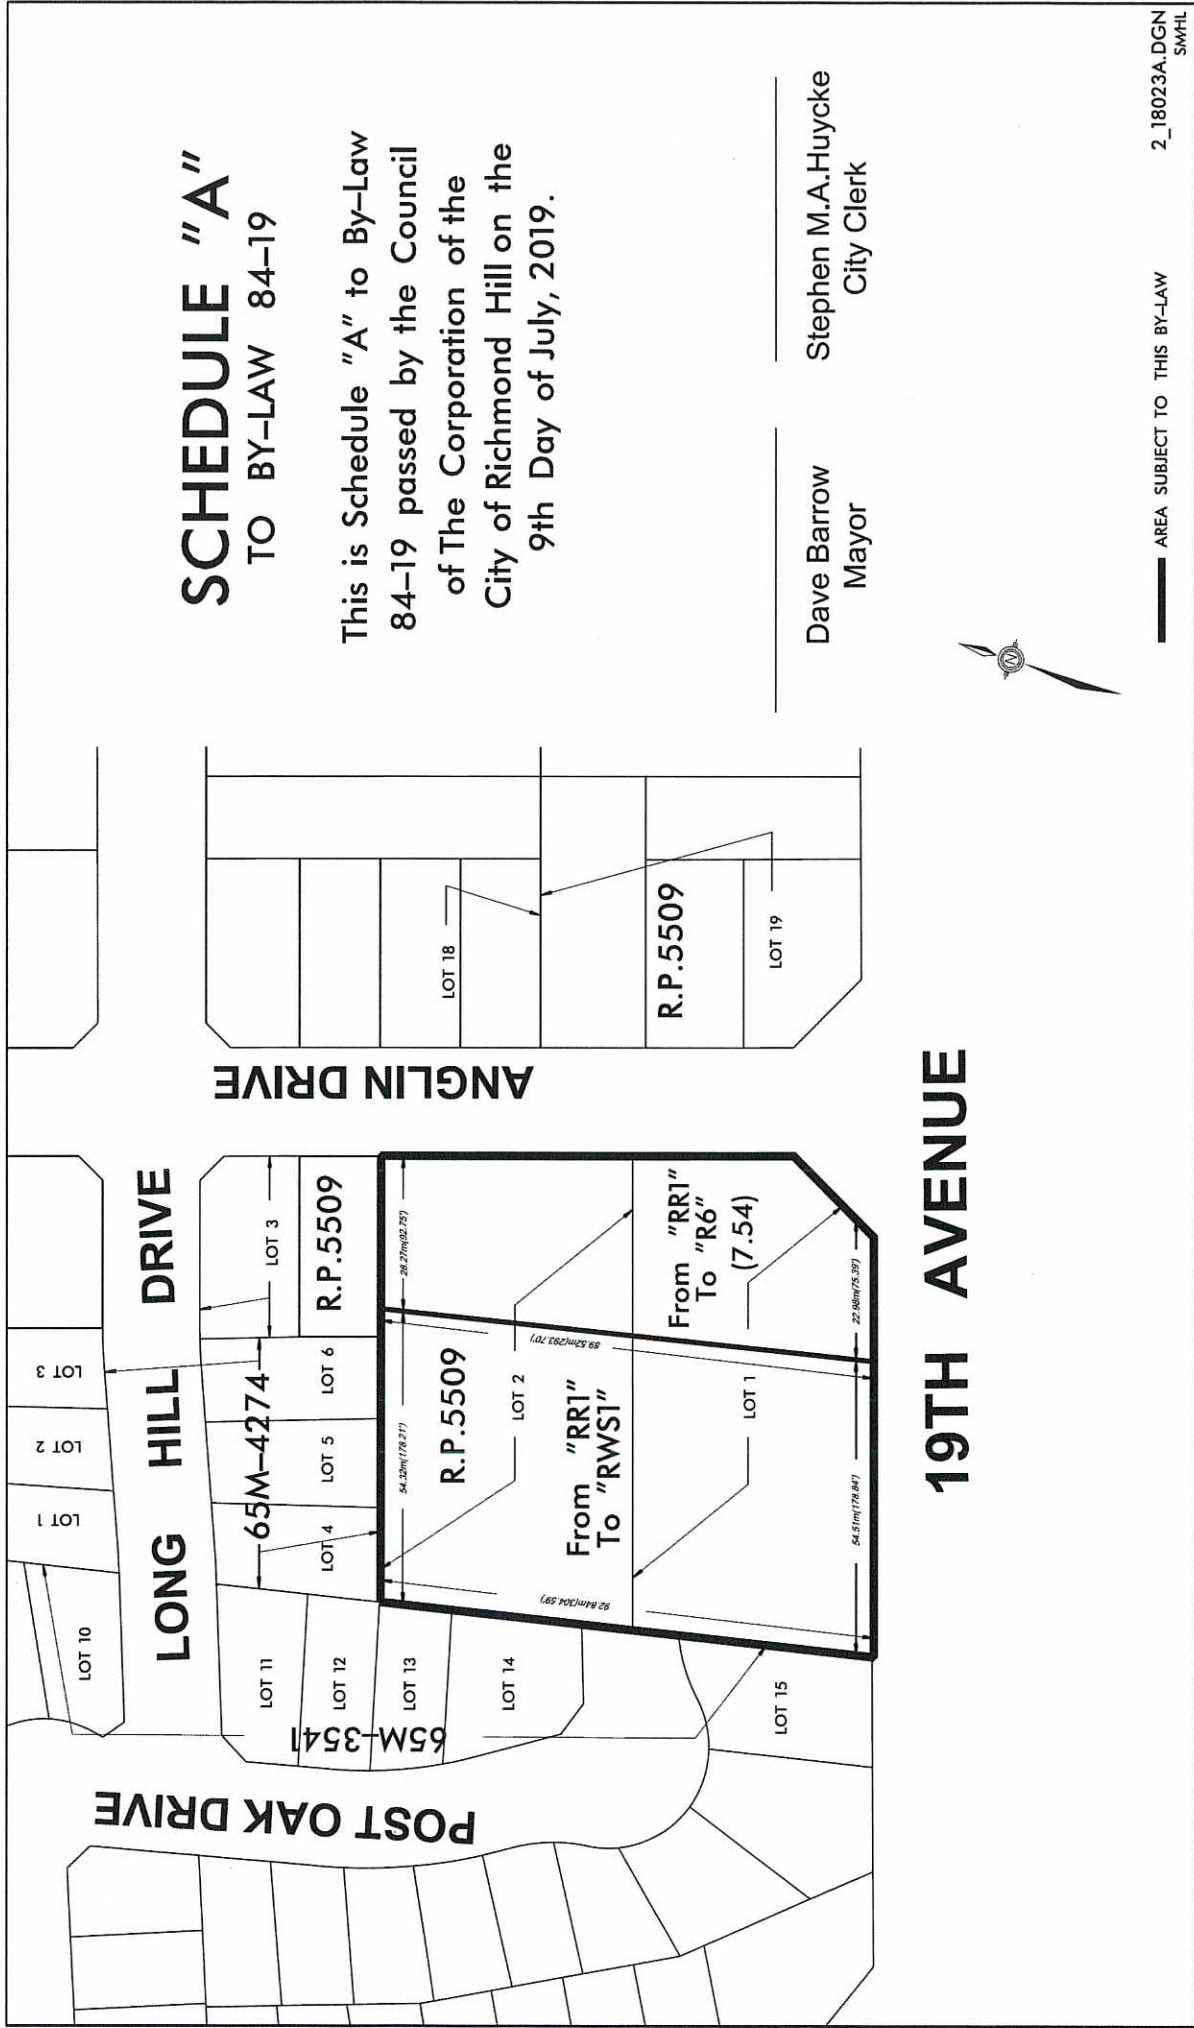 SCHEDULE "A"
TO BY-LAW 84-19
This is Schedule "A" to By-Law
84-19 passed by the Council
of The Corporation of the
City of Richmond Hill on the
9th Day of July, 2019.
Dave Barrow
Mayor
Stephen M.A.Huycke
City Clerk
N
AREA SUBJECT TO THIS BY-LAW
2_18023A.DGN
SM/HL
LOT 10
LOT 1
LOT 2
LOT 3
LONG HILL DRIVE
65M-4274
LOT 3
LOT 11
LOT 12
LOT 13
LOT 14
LOT 15
65M-3541
POST OAK DRIVE
LOT 4
LOT 5
LOT 6
R.P.5509
ANGLIN DRIVE
54.32m(178.21')
28.27m(92.75')
R.P.5509
LOT 2
From "RR1"
To "RWS1"
92.84m(304.59')
89.52m(293.70')
From "RR1"
To "R6"
(7.54)
LOT 1
54.51m(178.84')
22.98m(75.39')
LOT 18
R.P.5509
LOT 19
19TH AVENUE